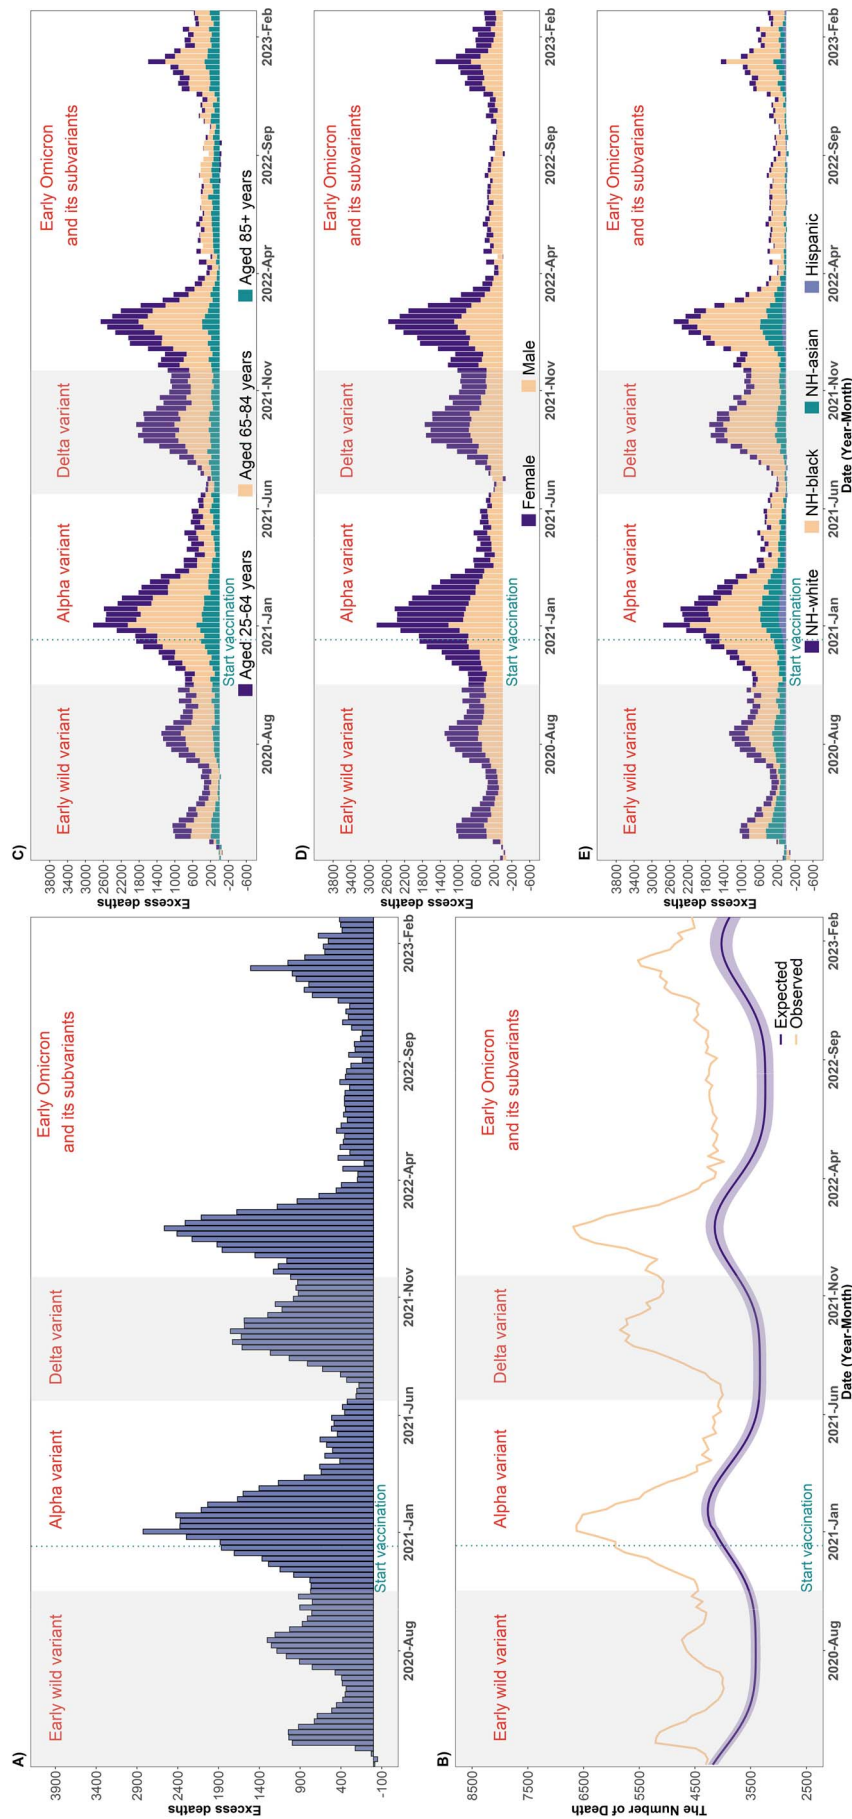 A)
Excess deaths
3900
3400
2900
2400
1900
1400
900
400
-100
Early wild variant
Alpha variant
Delta variant
Early Omicron
and its subvariants
Start vaccination
2020-Aug
2021-Jan
2021-Jun
2021-Nov
2022-Apr
2022-Sep
2023-Feb
B)
The Number of Death
8500
7500
6500
5500
4500
3500
2500
Early wild variant
Alpha variant
Delta variant
Early Omicron
and its subvariants
Start vaccination
Expected
Observed
2020-Aug
2021-Jan
2021-Jun
2021-Nov
2022-Apr
2022-Sep
2023-Feb
Date (Year-Month)
C)
Excess deaths
3800
3400
3000
2600
2200
1800
1400
1000
600
200
-200
-600
Early wild variant
Alpha variant
Delta variant
Early Omicron
and its subvariants
Start vaccination
Aged 25-64 years
Aged 65-84 years
Aged 85+ years
2020-Aug
2021-Jan
2021-Jun
2021-Nov
2022-Apr
2022-Sep
2023-Feb
D)
Excess deaths
3800
3400
3000
2600
2200
1800
1400
1000
600
200
-200
-600
Early wild variant
Alpha variant
Delta variant
Early Omicron
and its subvariants
Start vaccination
Female
Male
2020-Aug
2021-Jan
2021-Jun
2021-Nov
2022-Apr
2022-Sep
2023-Feb
E)
Excess deaths
3800
3400
3000
2600
2200
1800
1400
1000
600
200
-200
-600
Early wild variant
Alpha variant
Delta variant
Early Omicron
and its subvariants
Start vaccination
NH-white
NH-black
NH-asian
Hispanic
2020-Aug
2021-Jan
2021-Jun
2021-Nov
2022-Apr
2022-Sep
2023-Feb
Date (Year-Month)